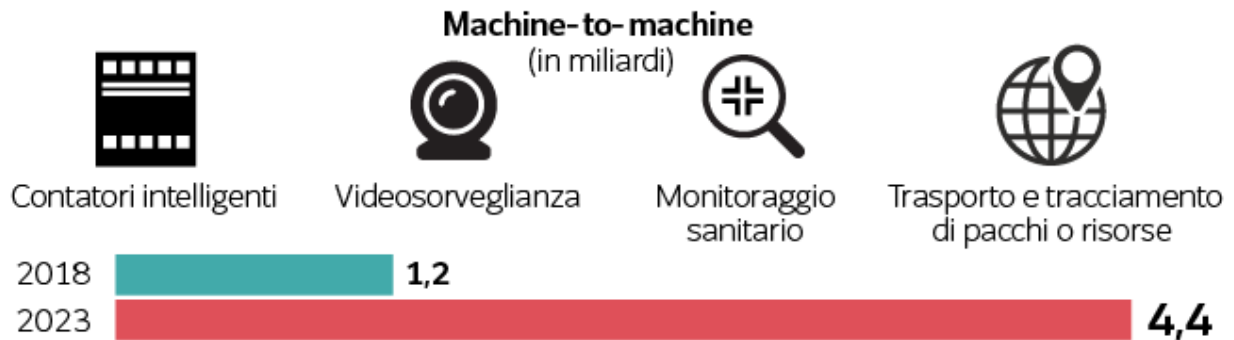 Machine-to-machine
(in miliardi)
Contatori intelligenti
Videosorveglianza
Monitoraggio
sanitario
Trasporto e tracciamento
di pacchi o risorse
2018 1,2
2023 4,4